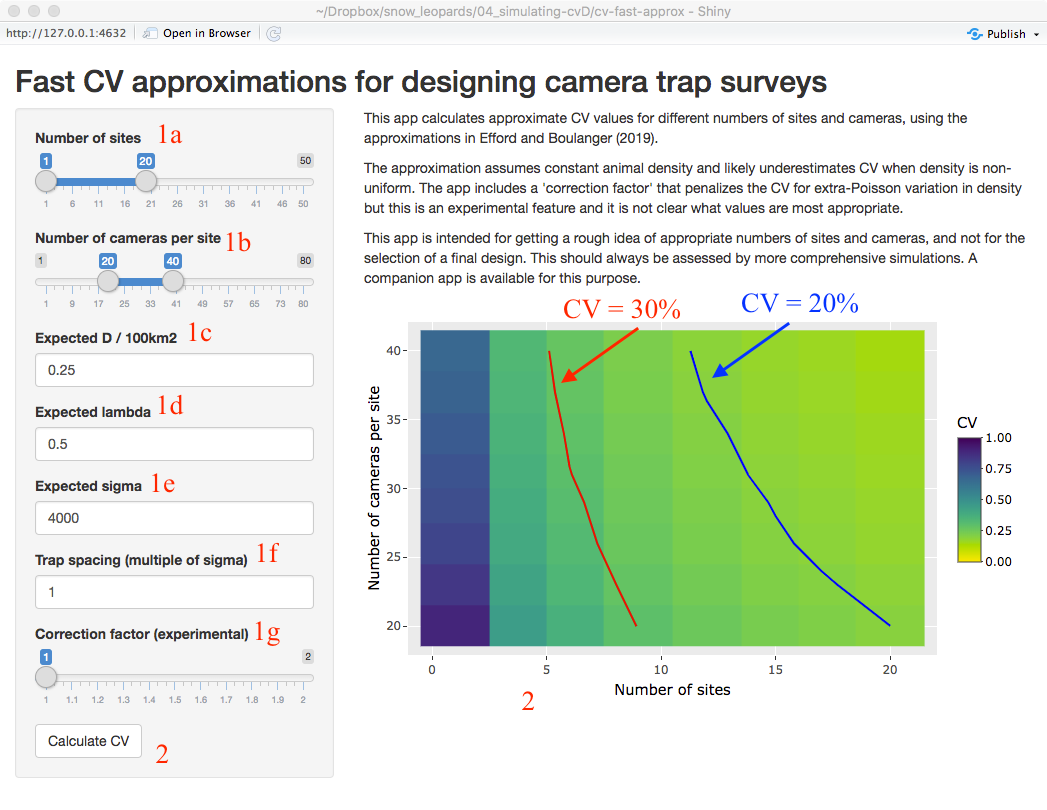 ~/Dropbox/snow_leopards/04_simulating-cvD/cv-fast-approx - Shiny
http://127.0.0.1:4632 Open in Browser Publish
Fast CV approximations for designing camera trap surveys
Number of sites 1a
1 20 50
1 6 11 16 21 26 31 36 41 46 50
Number of cameras per site 1b
1 20 40 80
1 9 17 25 33 41 49 57 65 73 80
Expected D / 100km2 1c
0.25
Expected lambda 1d
0.5
Expected sigma 1e
4000
Trap spacing (multiple of sigma) 1f
1
Correction factor (experimental) 1g
1 2
1 1.1 1.2 1.3 1.4 1.5 1.6 1.7 1.8 1.9 2
Calculate CV 2
This app calculates approximate CV values for different numbers of sites and cameras, using the
approximations in Efford and Boulanger (2019).
The approximation assumes constant animal density and likely underestimates CV when density is non-
uniform. The app includes a 'correction factor' that penalizes the CV for extra-Poisson variation in density
but this is an experimental feature and it is not clear what values are most appropriate.
This app is intended for getting a rough idea of appropriate numbers of sites and cameras, and not for the
selection of a final design. This should always be assessed by more comprehensive simulations. A
companion app is available for this purpose.
CV = 30% CV = 20%
Number of cameras per site
40
35
30
25
20
0 5 10 15 20
Number of sites
2
CV
1.00
0.75
0.50
0.25
0.00